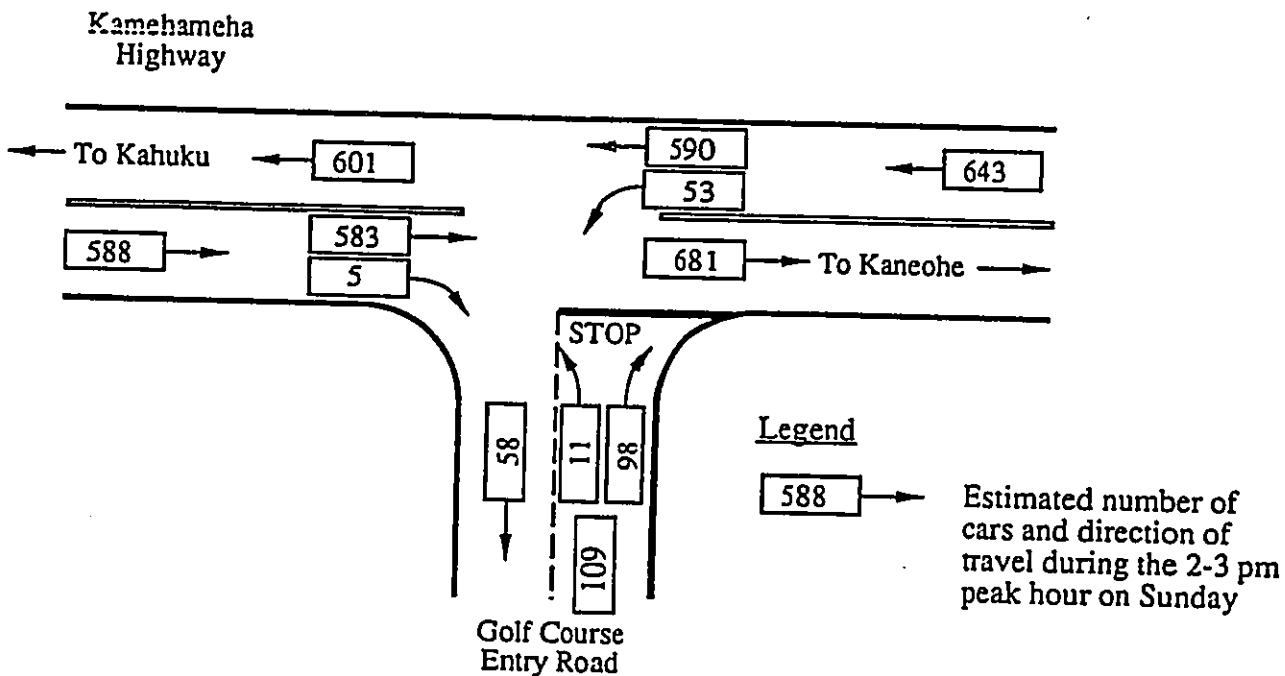 Kamehameha
Highway
To Kahuku
601
590
53
643
588
583
5
681
To Kaneohe
STOP
58
11
98
109
Golf Course
Entry Road
Legend
588
Estimated number of
cars and direction of
travel during the 2-3 pm
peak hour on Sunday